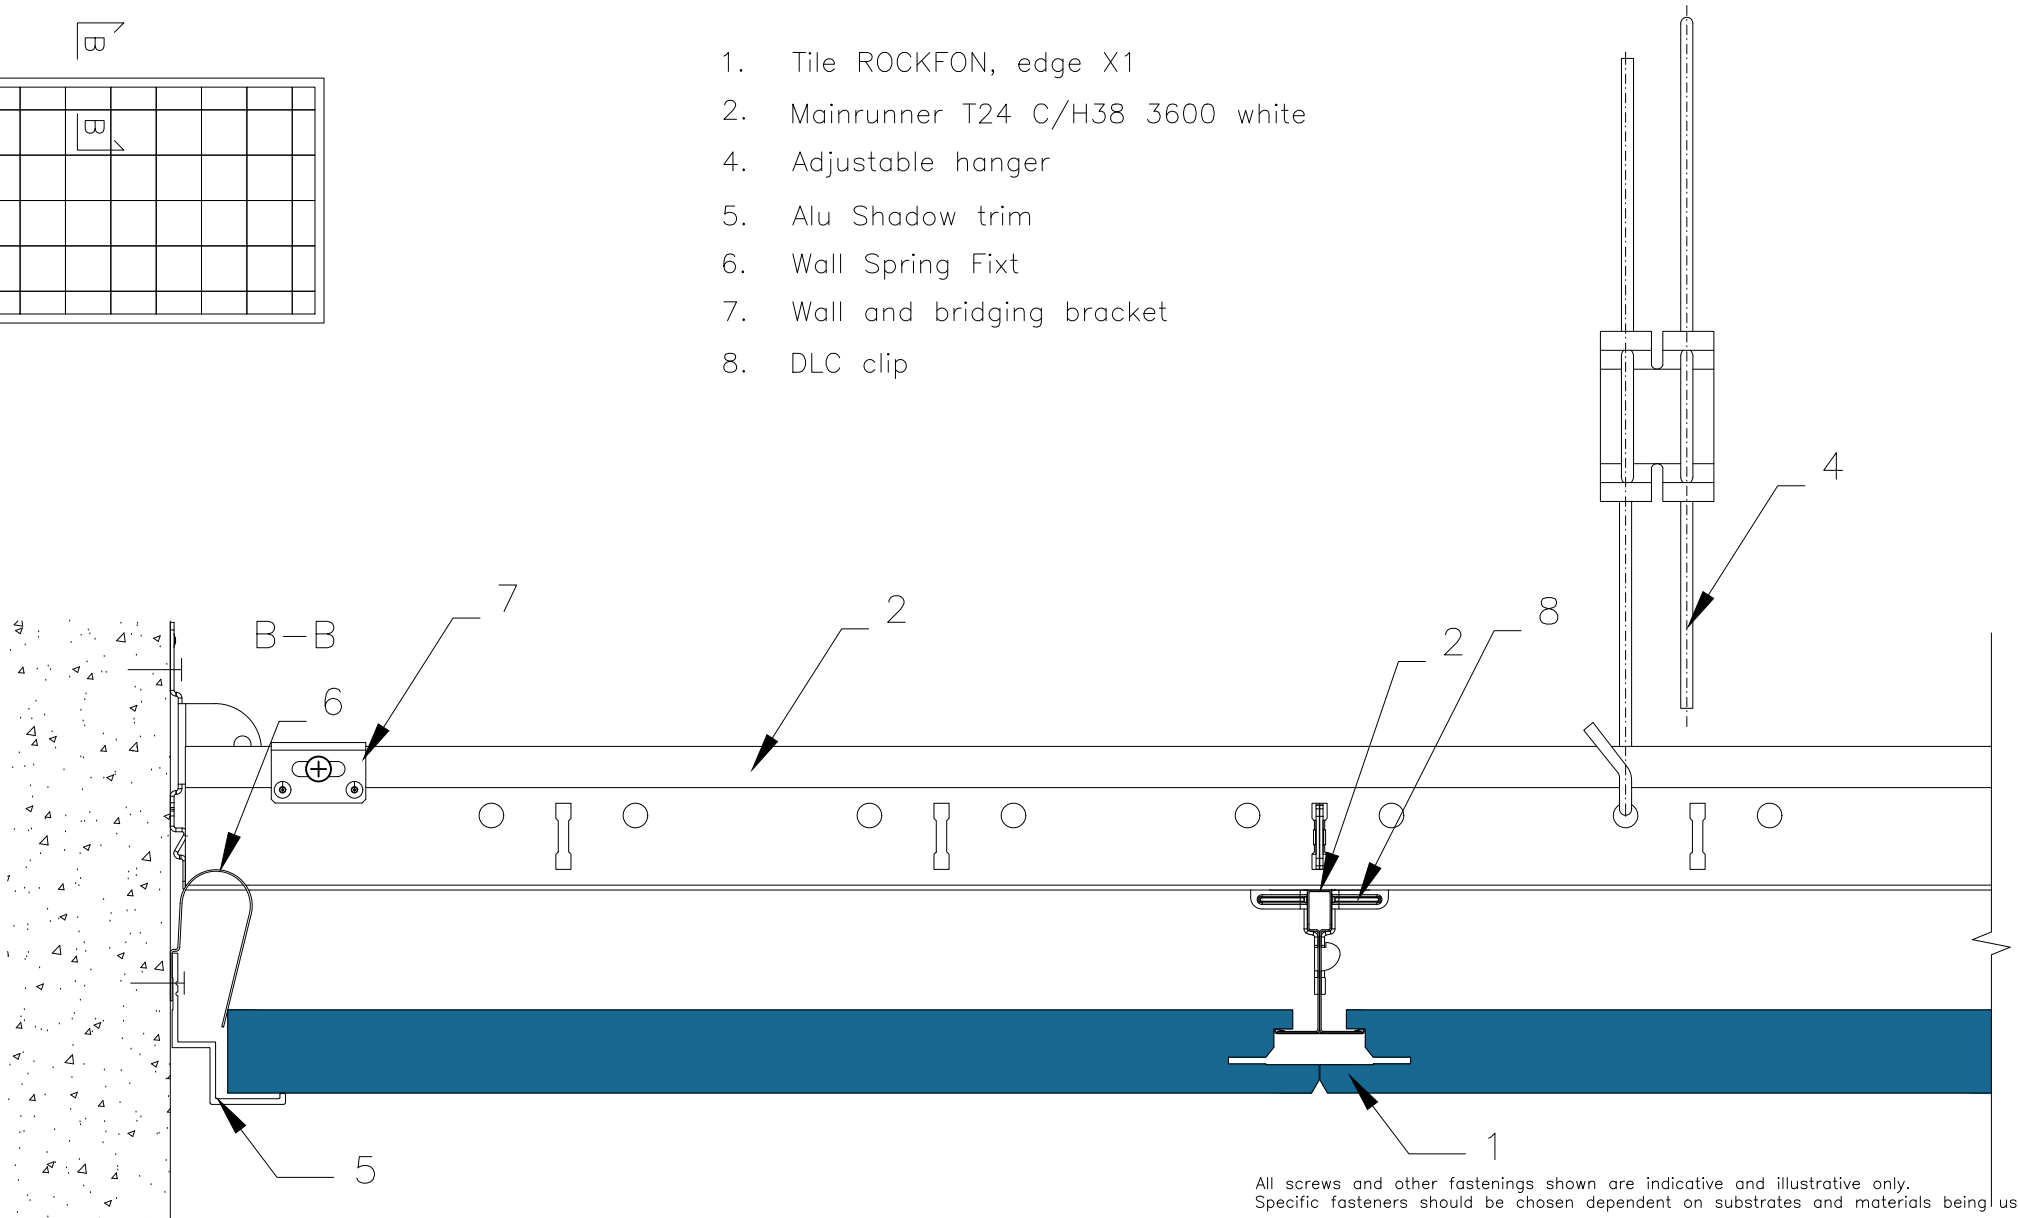 B
B
1. Tile ROCKFON, edge X1
2. Mainrunner T24 C/H38 3600 white
4. Adjustable hanger
5. Alu Shadow trim
6. Wall Spring Fixt
7. Wall and bridging bracket
8. DLC clip
4
7
2
8
B-B
2
6
1
5
All screws and other fastenings shown are indicative and illustrative only.
Specific fasteners should be chosen dependent on substrates and materials being us